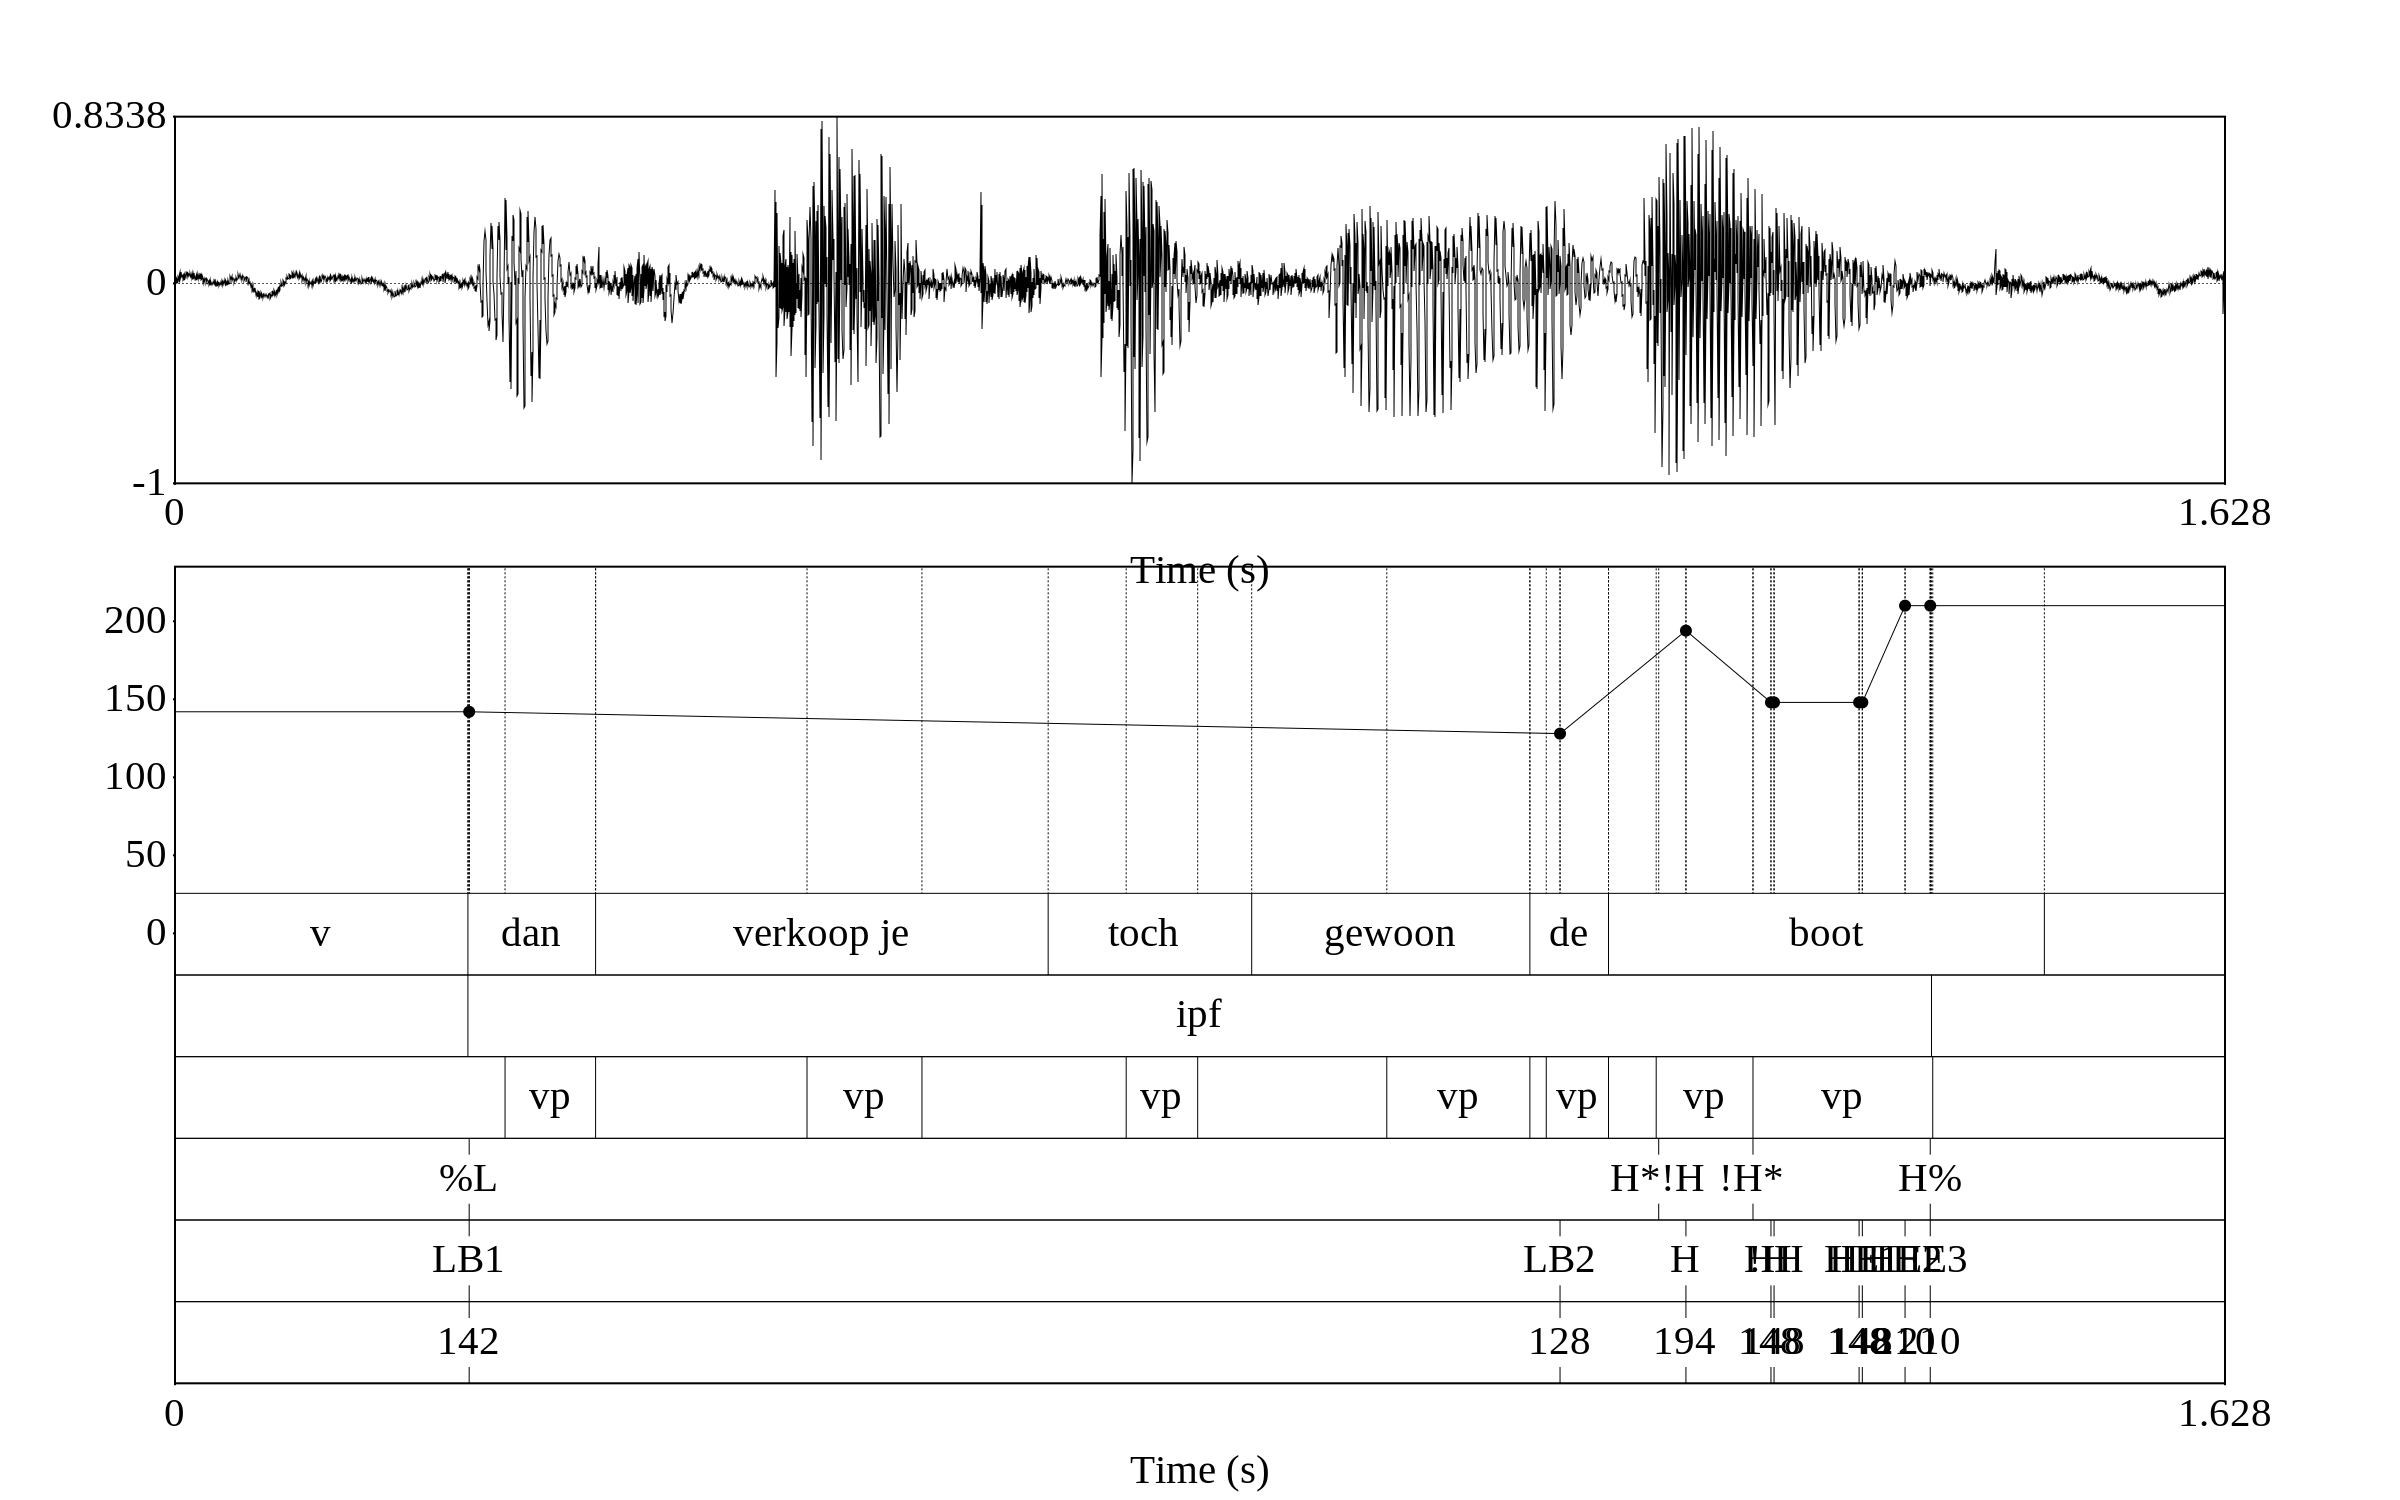 0.8338
0
-1
0 1.628
Time (s)
200
150
100
50
0
v dan verkoop je toch gewoon de boot
ipf
vp vp vp vp vp vp vp
%L H*!H !H* H%
LB1 LB2 H
142 128 194
0 1.628
Time (s)